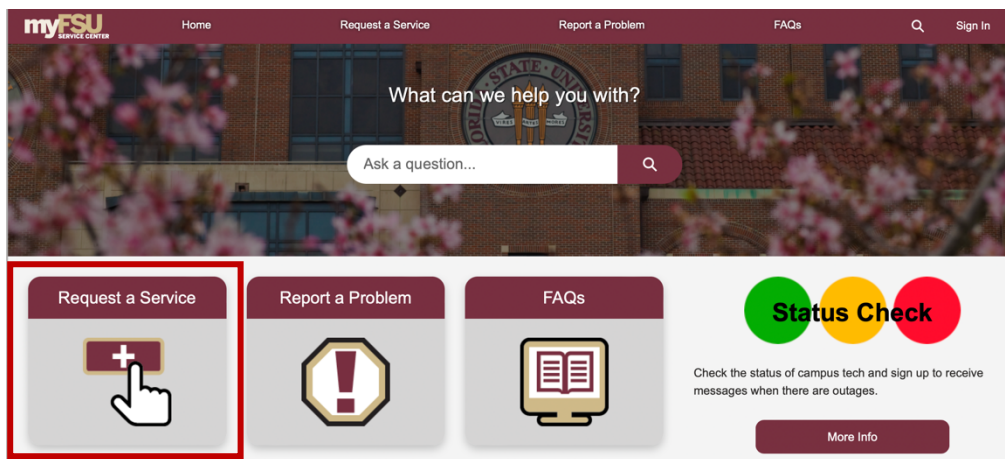 myFSU
SERVICE CENTER
Home
Request a Service
Report a Problem
FAQs
Sign In
What can we help you with?
Ask a question...
Request a Service
Report a Problem
FAQs
Status Check
Check the status of campus tech and sign up to receive
messages when there are outages.
More Info